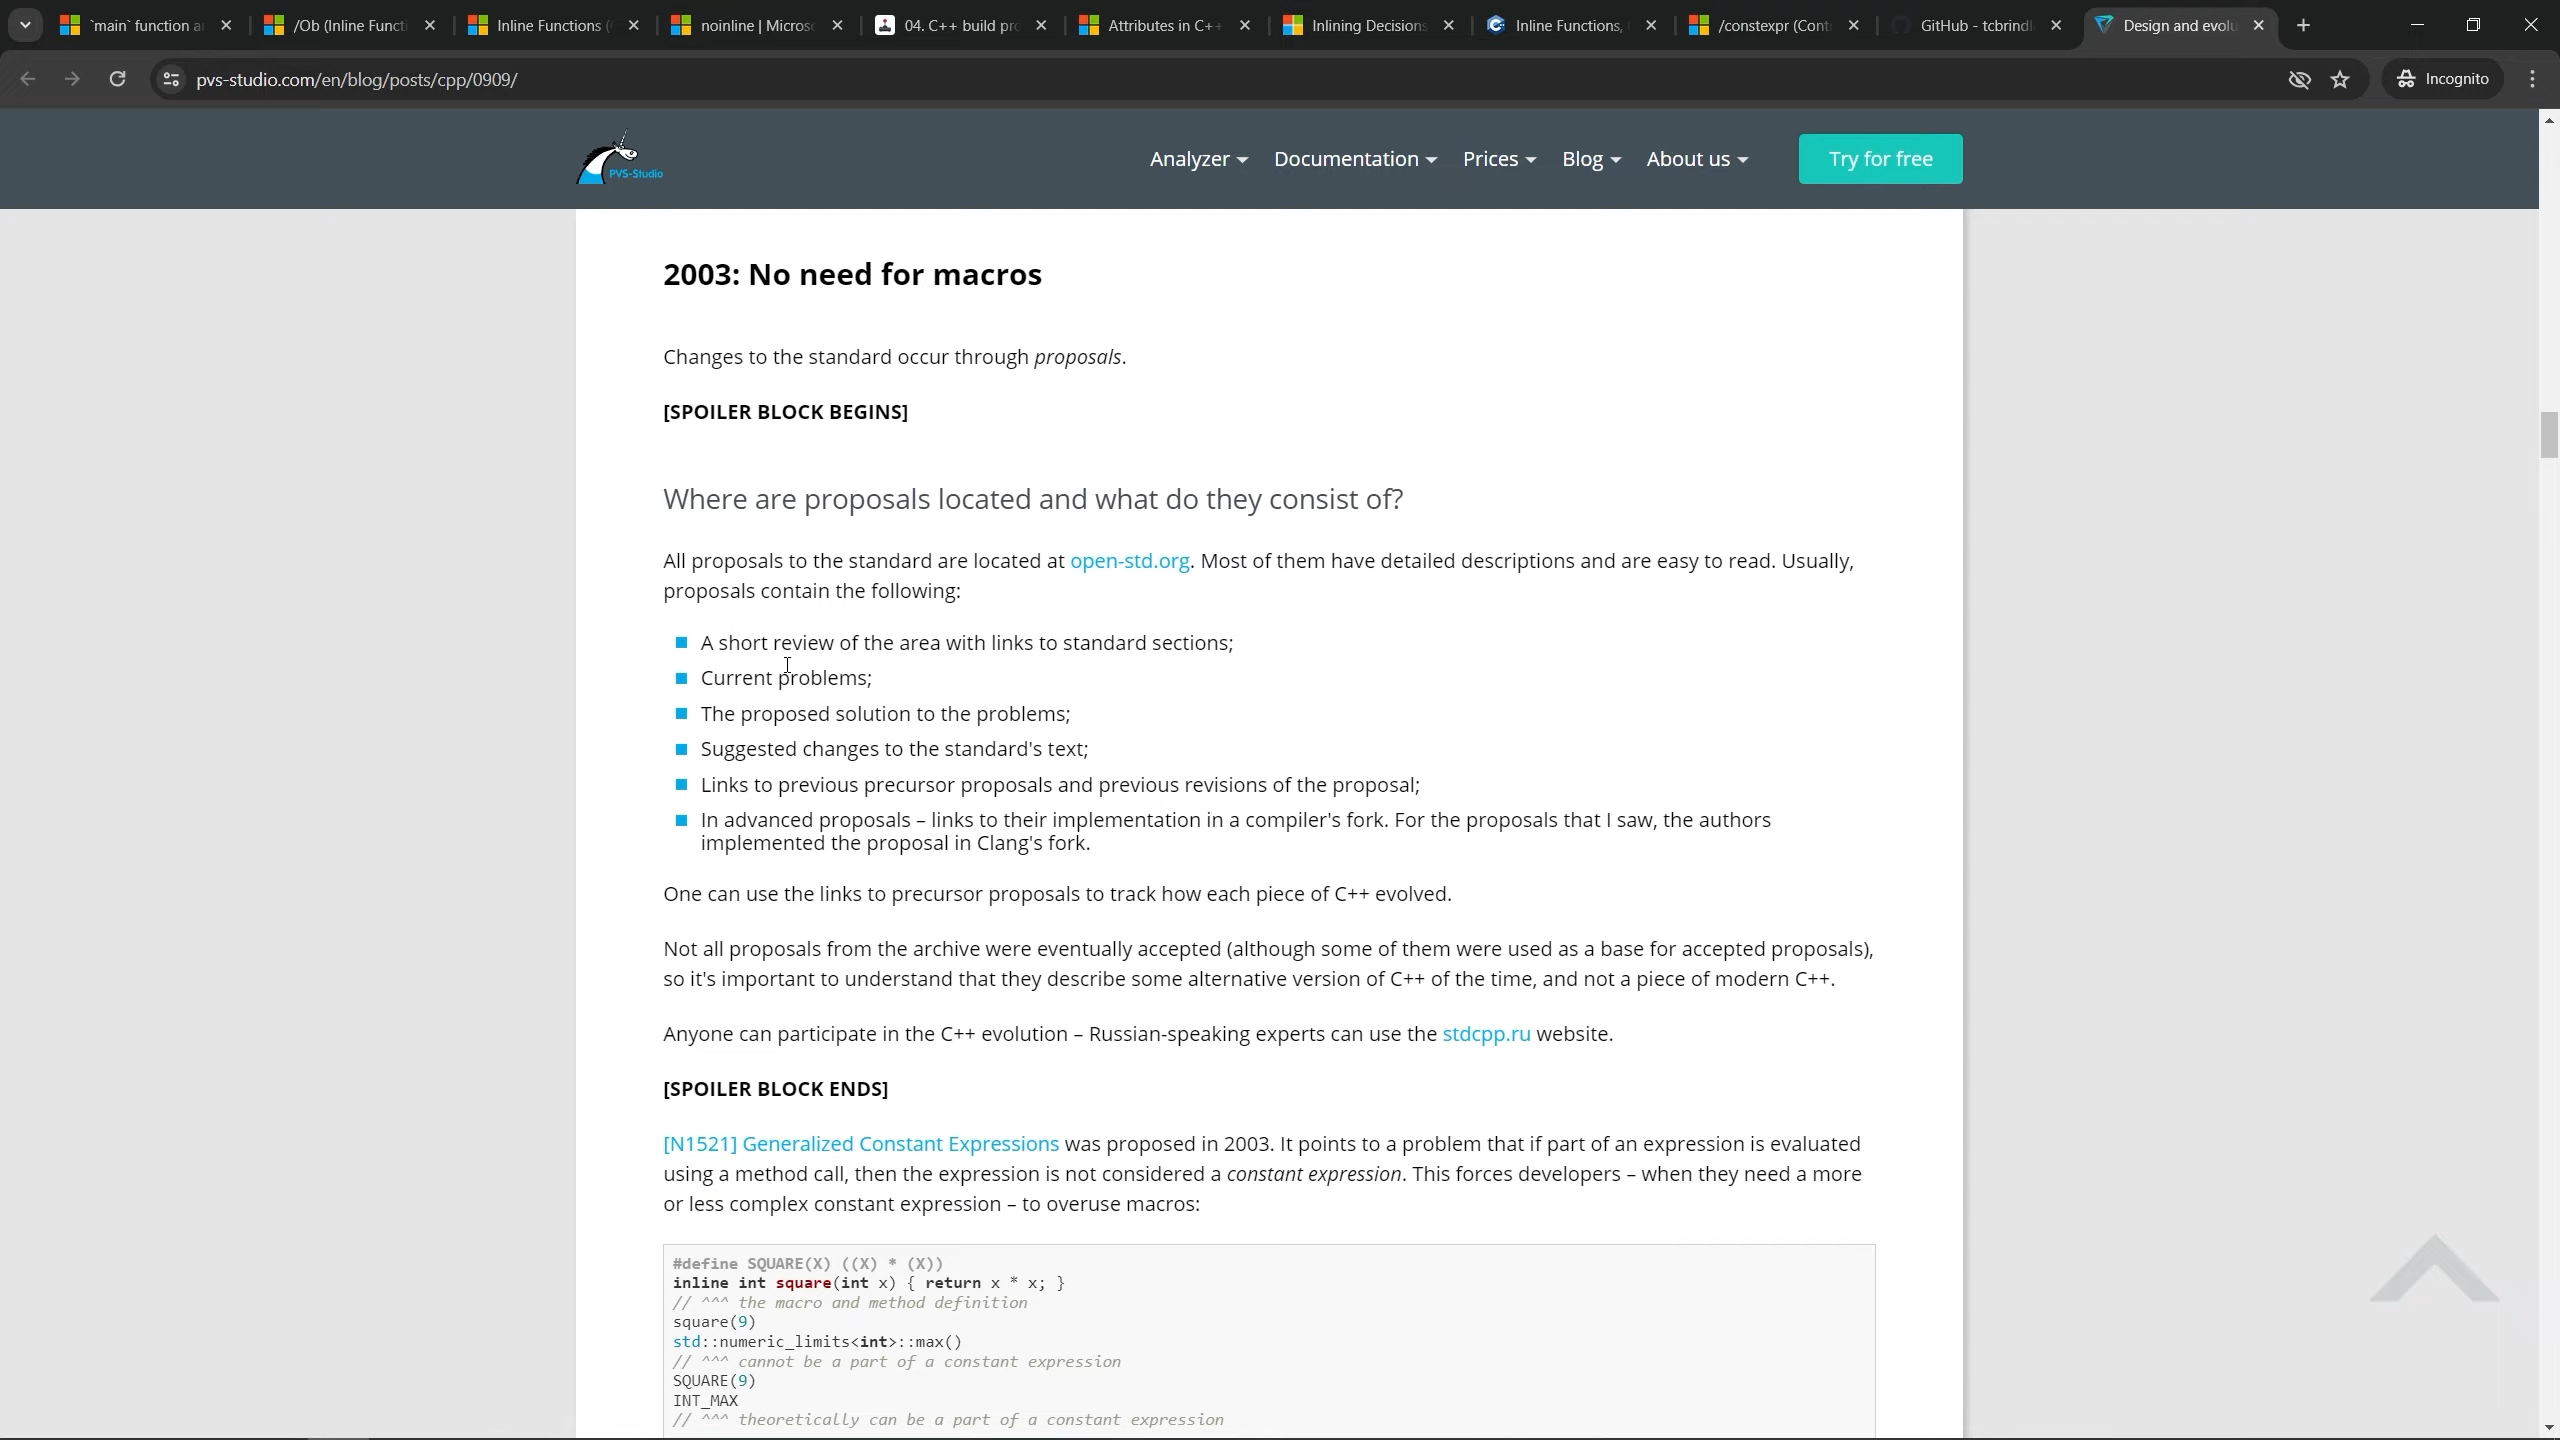 `main` function a
/Ob (Inline Functi
Inline Functions (
noinline | Micros
04. C++ build pro
Attributes in C++
Inlining Decisions
Inline Functions,
/constexpr (Cont
GitHub - tcbrindl
Design and evolu
pvs-studio.com/en/blog/posts/cpp/0909/
Incognito
PVS-Studio
Analyzer
Documentation
Prices
Blog
About us
Try for free
2003: No need for macros
Changes to the standard occur through proposals.
[SPOILER BLOCK BEGINS]
Where are proposals located and what do they consist of?
All proposals to the standard are located at open-std.org. Most of them have detailed descriptions and are easy to read. Usually,
proposals contain the following:
A short review of the area with links to standard sections;
Current problems;
The proposed solution to the problems;
Suggested changes to the standard's text;
Links to previous precursor proposals and previous revisions of the proposal;
In advanced proposals – links to their implementation in a compiler's fork. For the proposals that I saw, the authors
implemented the proposal in Clang's fork.
One can use the links to precursor proposals to track how each piece of C++ evolved.
Not all proposals from the archive were eventually accepted (although some of them were used as a base for accepted proposals),
so it's important to understand that they describe some alternative version of C++ of the time, and not a piece of modern C++.
Anyone can participate in the C++ evolution – Russian-speaking experts can use the stdcpp.ru website.
[SPOILER BLOCK ENDS]
[N1521] Generalized Constant Expressions was proposed in 2003. It points to a problem that if part of an expression is evaluated
using a method call, then the expression is not considered a constant expression. This forces developers – when they need a more
or less complex constant expression – to overuse macros:
#define SQUARE(X) ((X) * (X))
inline int square(int x) { return x * x; }
// ^^^ the macro and method definition
square(9)
std::numeric_limits<int>::max()
// ^^^ cannot be a part of a constant expression
SQUARE(9)
INT_MAX
// ^^^ theoretically can be a part of a constant expression